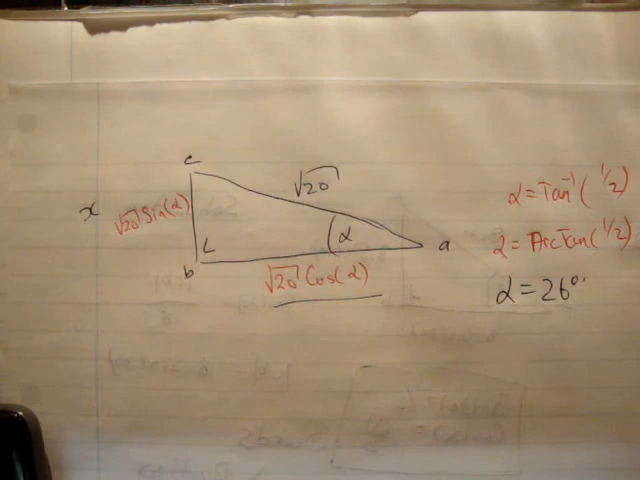 c
√20
x
√20 Sin(α)
α
a
b
√20 Cos(α)
α = Tan⁻¹(1/2)
α = ArcTan(1/2)
α = 26°